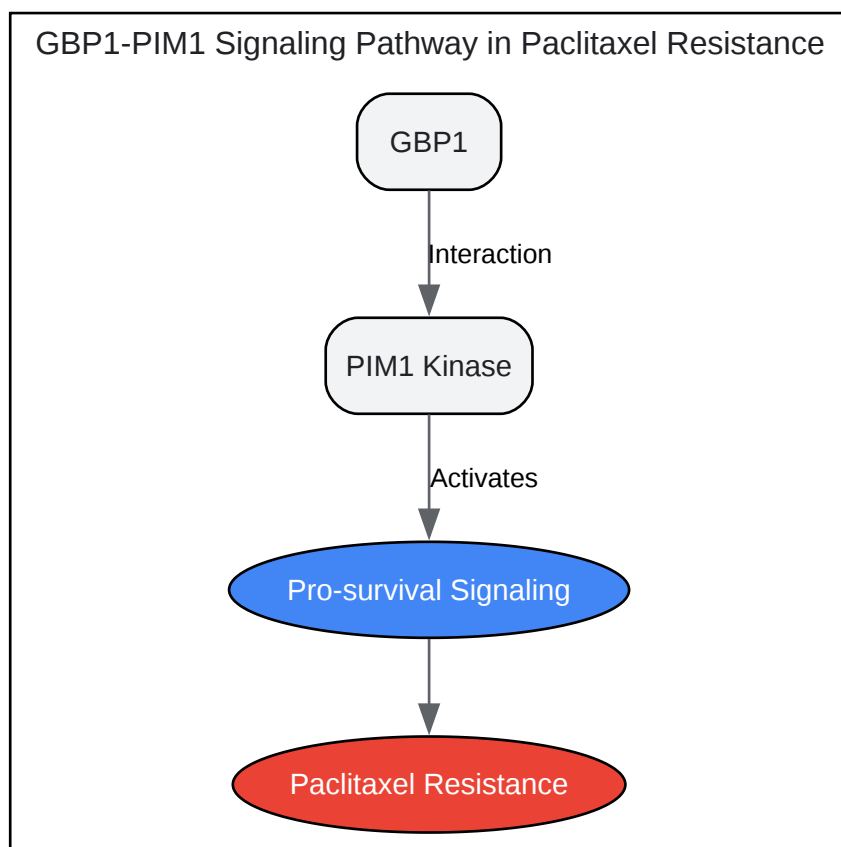 GBP1-PIM1 Signaling Pathway in Paclitaxel Resistance
GBP1
Interaction
PIM1 Kinase
Activates
Pro-survival Signaling
Paclitaxel Resistance